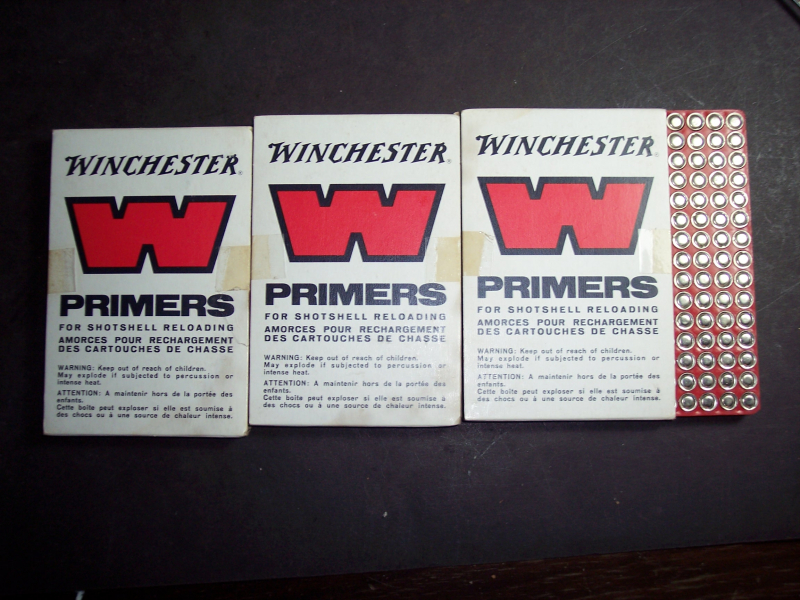 WINCHESTER®
W
PRIMERS
FOR SHOTSHELL RELOADING
AMORCES POUR RECHARGEMENT
DES CARTOUCHES DE CHASSE
WARNING: Keep out of reach of children.
May explode if subjected to percussion or
intense heat.
ATTENTION: A maintenir hors de la portée des
enfants.
Cette boîte peut exploser si elle est soumise à
des chocs ou à une source de chaleur intense.
WINCHESTER®
W
PRIMERS
FOR SHOTSHELL RELOADING
AMORCES POUR RECHARGEMENT
DES CARTOUCHES DE CHASSE
WARNING: Keep out of reach of children.
May explode if subjected to percussion or
intense heat.
ATTENTION: A maintenir hors de la portée des
enfants.
Cette boîte peut exploser si elle est soumise à
des chocs ou à une source de chaleur intense.
WINCHESTER®
W
PRIMERS
FOR SHOTSHELL RELOADING
AMORCES POUR RECHARGEMENT
DES CARTOUCHES DE CHASSE
WARNING: Keep out of reach of children.
May explode if subjected to percussion or
intense heat.
ATTENTION: A maintenir hors de la portée des
enfants.
Cette boîte peut exploser si elle est soumise à
des chocs ou à une source de chaleur intense.